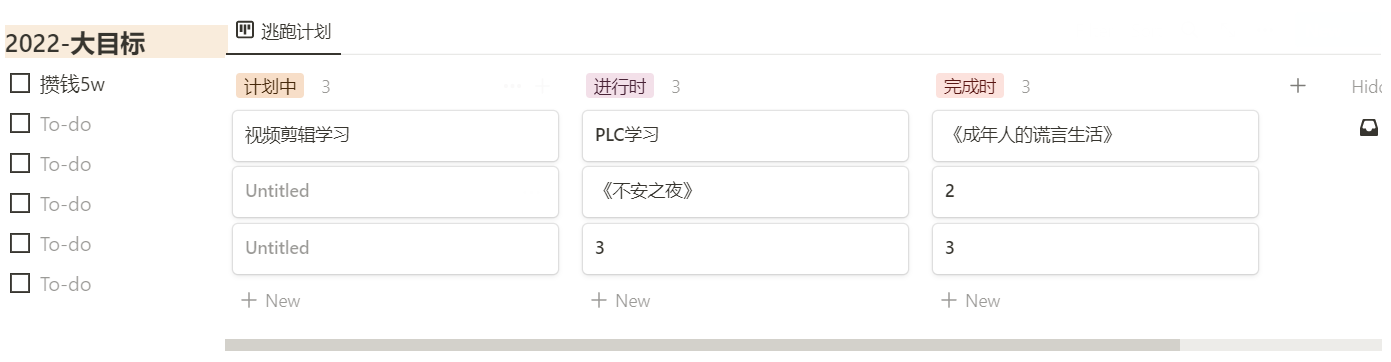 2022-大目标
攒钱5w
To-do
To-do
To-do
To-do
To-do
逃跑计划
计划中 3
视频剪辑学习
Untitled
Untitled
New
进行时 3
PLC学习
《不安之夜》
3
New
完成时 3
《成年人的谎言生活》
2
3
New